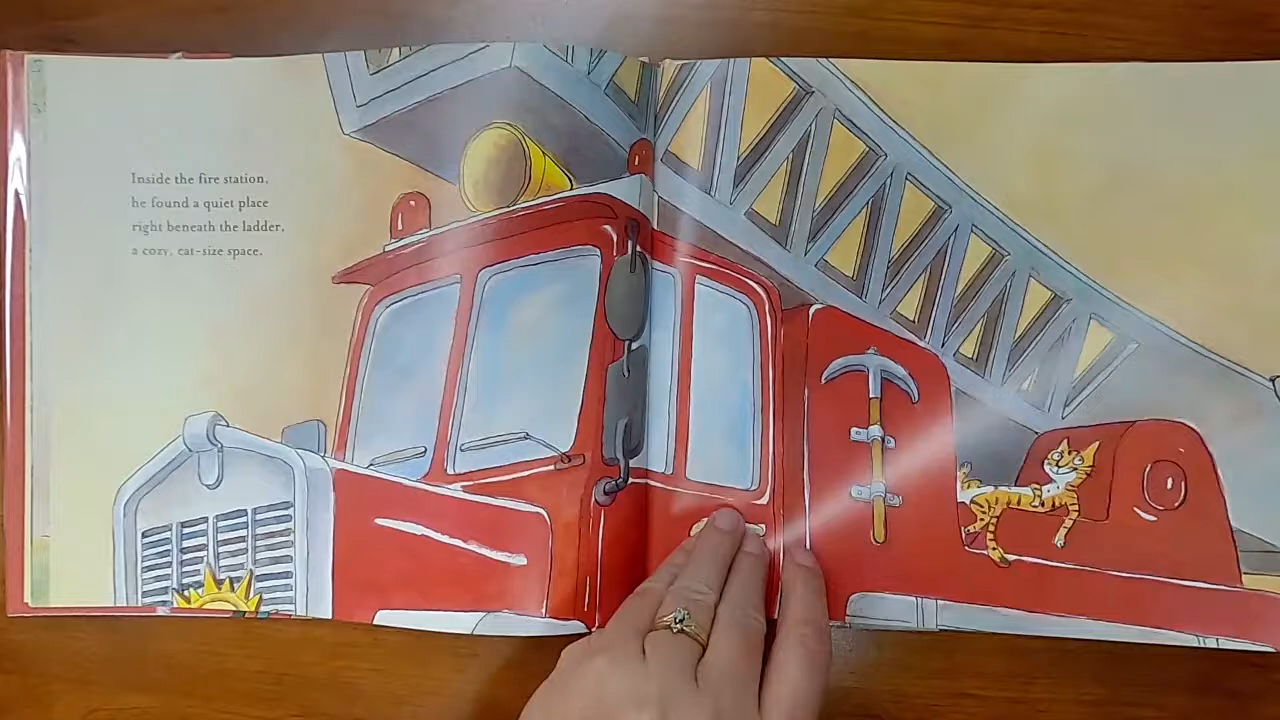 Inside the fire station,
he found a quiet place
right beneath the ladder,
a cozy, cat-size space.